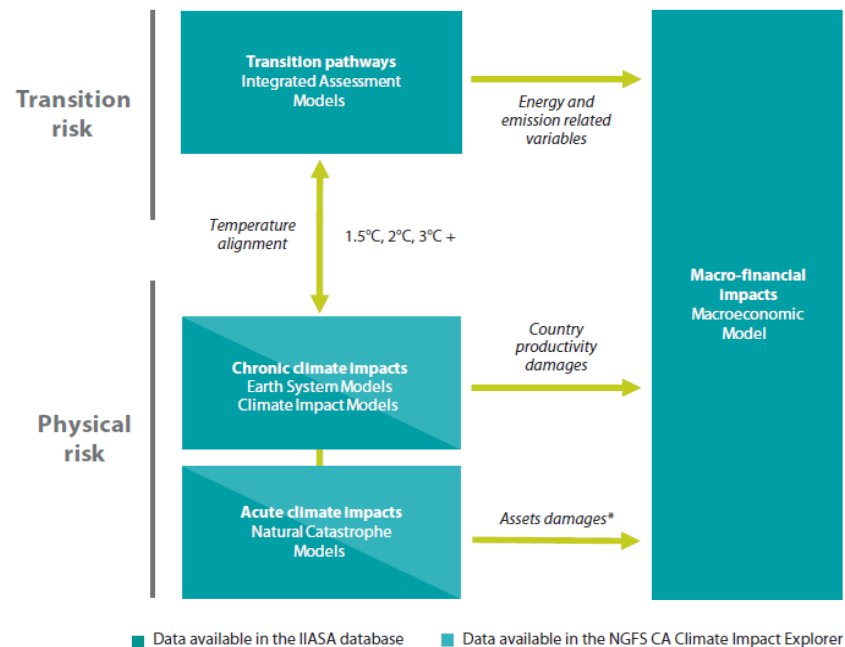 Transition
risk
Transition pathways
Integrated Assessment
Models
Energy and
emission related
variables
Temperature
alignment
1.5°C, 2°C, 3°C +
Macro-financial
impacts
Macroeconomic
Model
Physical
risk
Chronic climate impacts
Earth System Models
Climate Impact Models
Country
productivity
damages
Acute climate impacts
Natural Catastrophe
Models
Assets damages*
Data available in the IIASA database
Data available in the NGFS CA Climate Impact Explorer